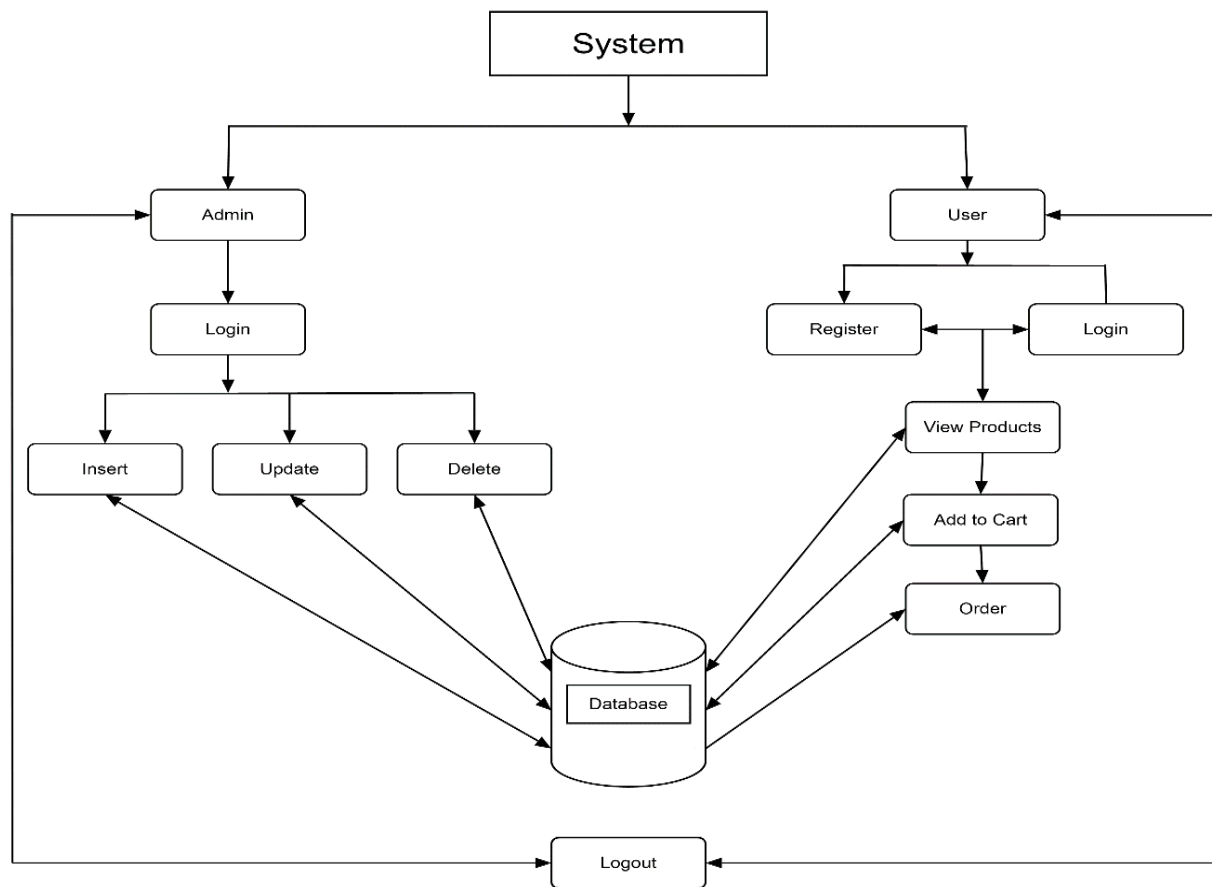 System
Admin
User
Login
Register
Login
View Products
Insert
Update
Delete
Add to Cart
Order
Database
Logout